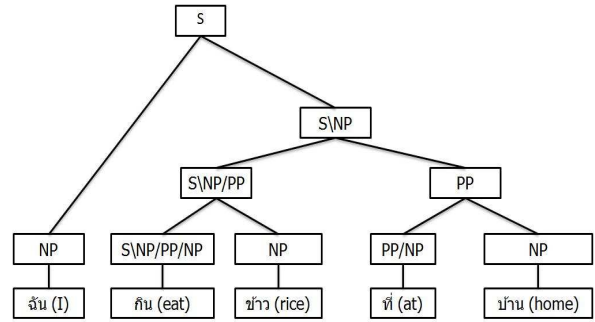 S
S\NP
S\NP/PP PP
NP S\NP/PP/NP NP PP/NP NP
ฉัน (I) กิน (eat) ข้าว (rice) ที่ (at) บ้าน (home)